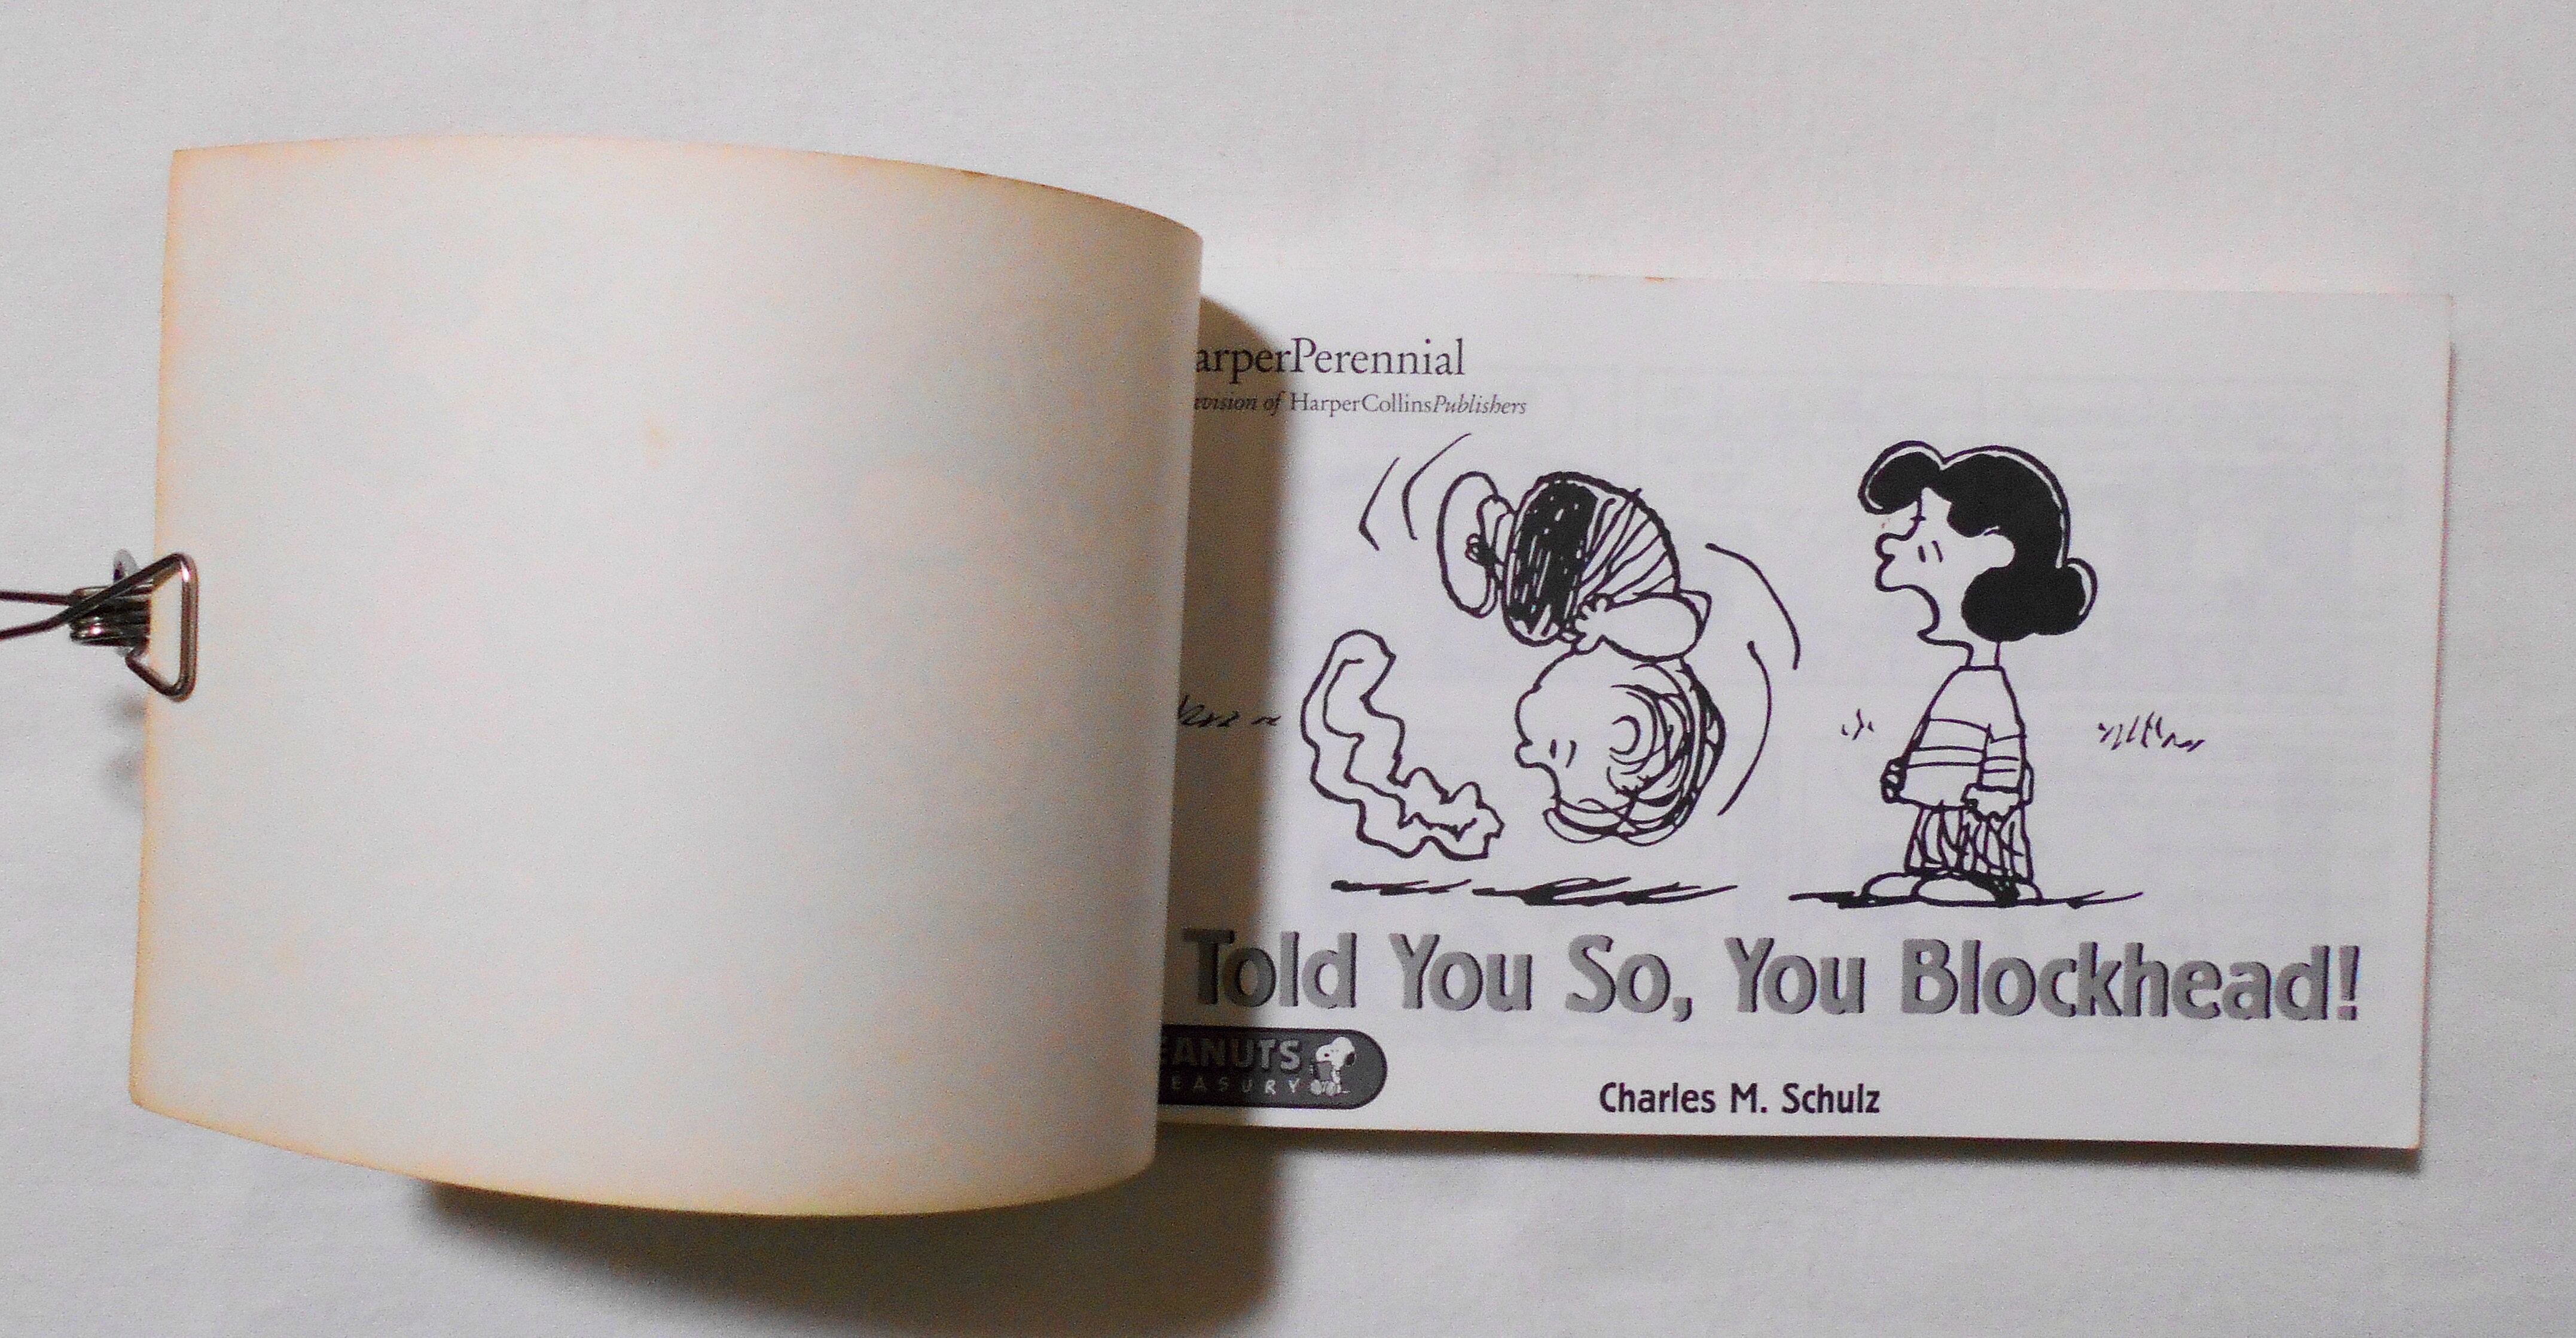 arperPerennial
ivision of HarperCollinsPublishers
Told You So, You Blockhead!
EANUTS
EASURY
Charles M. Schulz